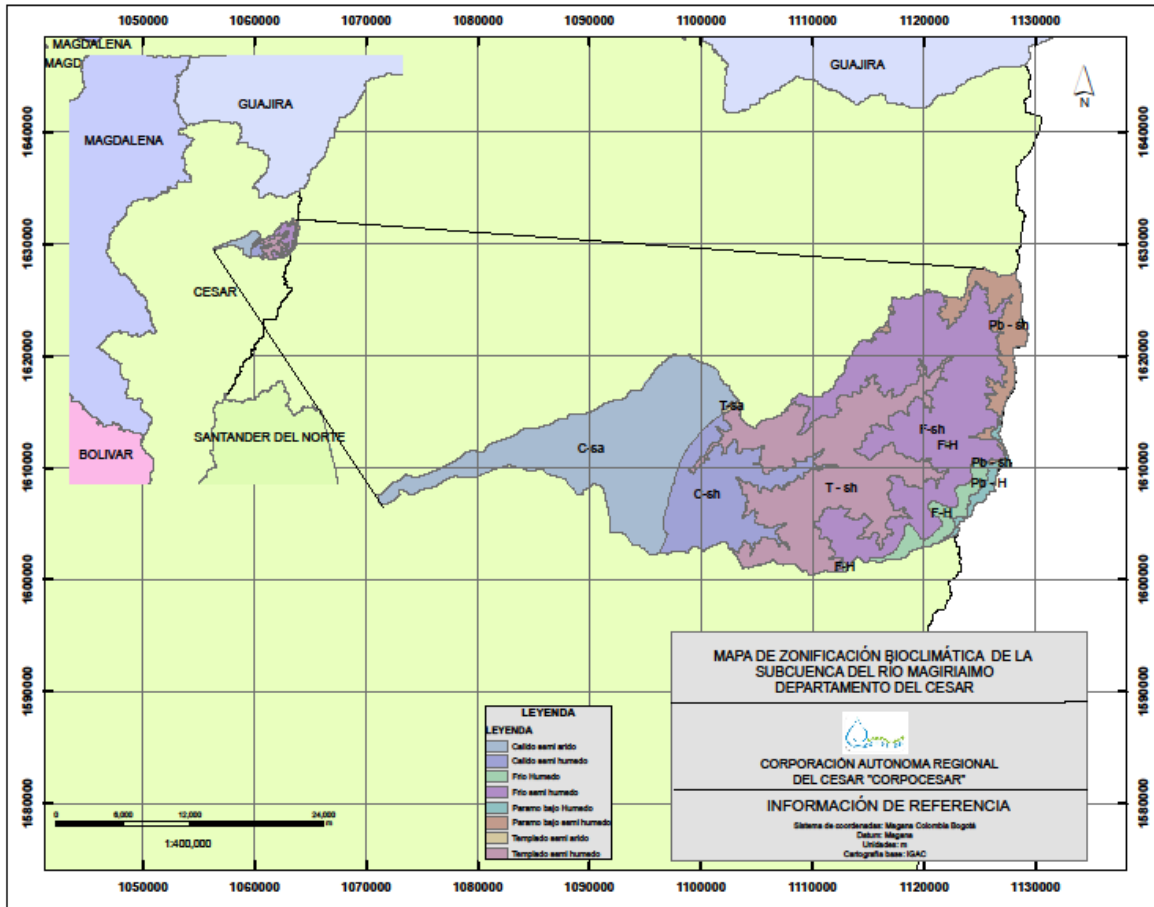 1050000 1060000 1070000 1080000 1090000 1100000 1110000 1120000 1130000
MAGDALENA
MAGD
GUAJIRA
GUAJIRA
N
MAGDALENA
1640000
1640000
1630000
1630000
CESAR
Pb - sh
1620000
1620000
T-sa
SANTANDER DEL NORTE
F-sh
F-H
C-sa
BOLIVAR
Pb - sh
1610000
1610000
Pb - H
T - sh
C-sh
F-H
F-H
1600000
1600000
MAPA DE ZONIFICACIÓN BIOCLIMÁTICA DE LA
SUBCUENCA DEL RÍO MAGIRIAIMO
DEPARTAMENTO DEL CESAR
1590000
1590000
CORPORACIÓN AUTONOMA REGIONAL
DEL CESAR "CORPOCESAR"
INFORMACIÓN DE REFERENCIA
Sistema de coordenadas: Magana Colombia Bogotá
Datum: Magana
Unidades: m
Cartografía base: IGAC
LEYENDA
LEYENDA
Calido semi arido
Calido semi humedo
Frio Humedo
Frio semi humedo
Paramo bajo Humedo
Paramo bajo semi humedo
Templado semi arido
Templado semi humedo
1580000
1580000
0 6,000 12,000 24,000
m
1:400,000
1050000 1060000 1070000 1080000 1090000 1100000 1110000 1120000 1130000